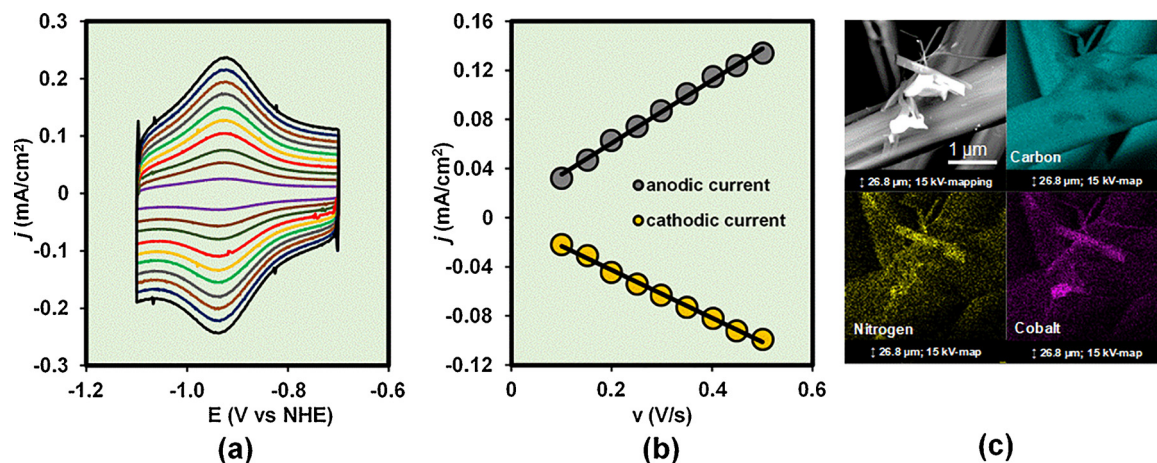 0.3
0.2
0.1
0
-0.1
-0.2
-0.3
j (mA/cm²)
-1.2
-1.0
-0.8
-0.6
E (V vs NHE)
(a)
0.16
0.12
0.08
0.04
0
-0.04
-0.08
-0.12
j (mA/cm²)
anodic current
cathodic current
0
0.2
0.4
0.6
v (V/s)
(b)
1 µm
Carbon
↕ 26.8 µm; 15 kV-mapping
↕ 26.8 µm; 15 kV-map
Nitrogen
Cobalt
↕ 26.8 µm; 15 kV-map
↕ 26.8 µm; 15 kV-map
(c)